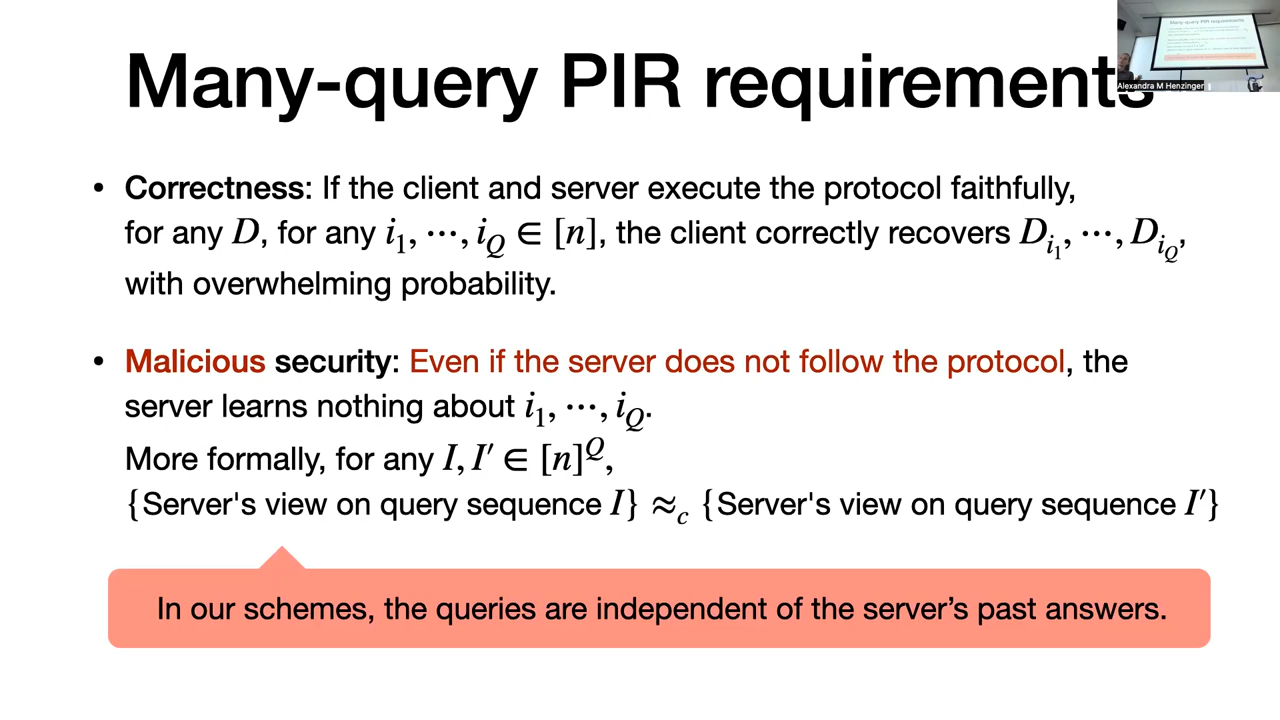 Many-query PIR requirements
Many-query PIR requirements
Alexandra M Henzinger
• Correctness: If the client and server execute the protocol faithfully,
for any D, for any i₁, ⋯, i_Q ∈ [n], the client correctly recovers D_{i₁}, ⋯, D_{i_Q},
with overwhelming probability.
• Malicious security: Even if the server does not follow the protocol, the
server learns nothing about i₁, ⋯, i_Q.
More formally, for any I, I′ ∈ [n]^Q,
{Server's view on query sequence I} ≈_c {Server's view on query sequence I′}
In our schemes, the queries are independent of the server’s past answers.